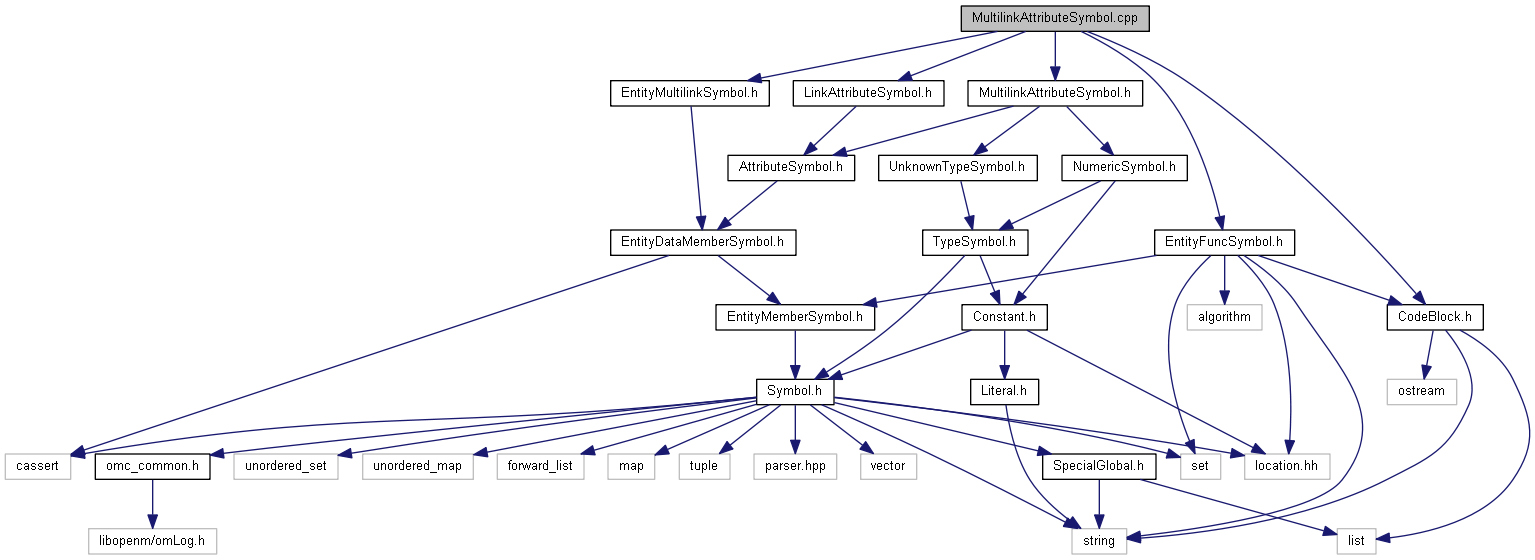 MultilinkAttributeSymbol.cpp
EntityMultilinkSymbol.h
LinkAttributeSymbol.h
MultilinkAttributeSymbol.h
AttributeSymbol.h
UnknownTypeSymbol.h
NumericSymbol.h
EntityDataMemberSymbol.h
TypeSymbol.h
EntityFuncSymbol.h
EntityMemberSymbol.h
Constant.h
algorithm
CodeBlock.h
Symbol.h
Literal.h
ostream
cassert
omc_common.h
unordered_set
unordered_map
forward_list
map
tuple
parser.hpp
vector
SpecialGlobal.h
set
location.hh
libopenm/omLog.h
string
list